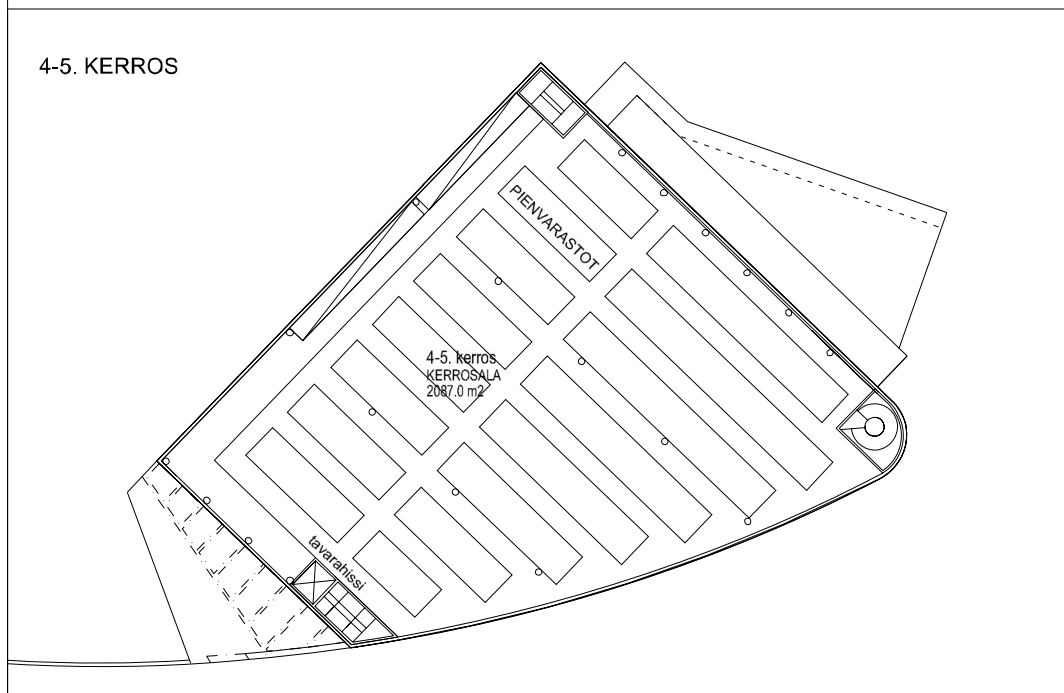 4-5. KERROS
PIENVARASTOT
4-5. kerros
KERROSALA
2087.0 m2
tavarahissi